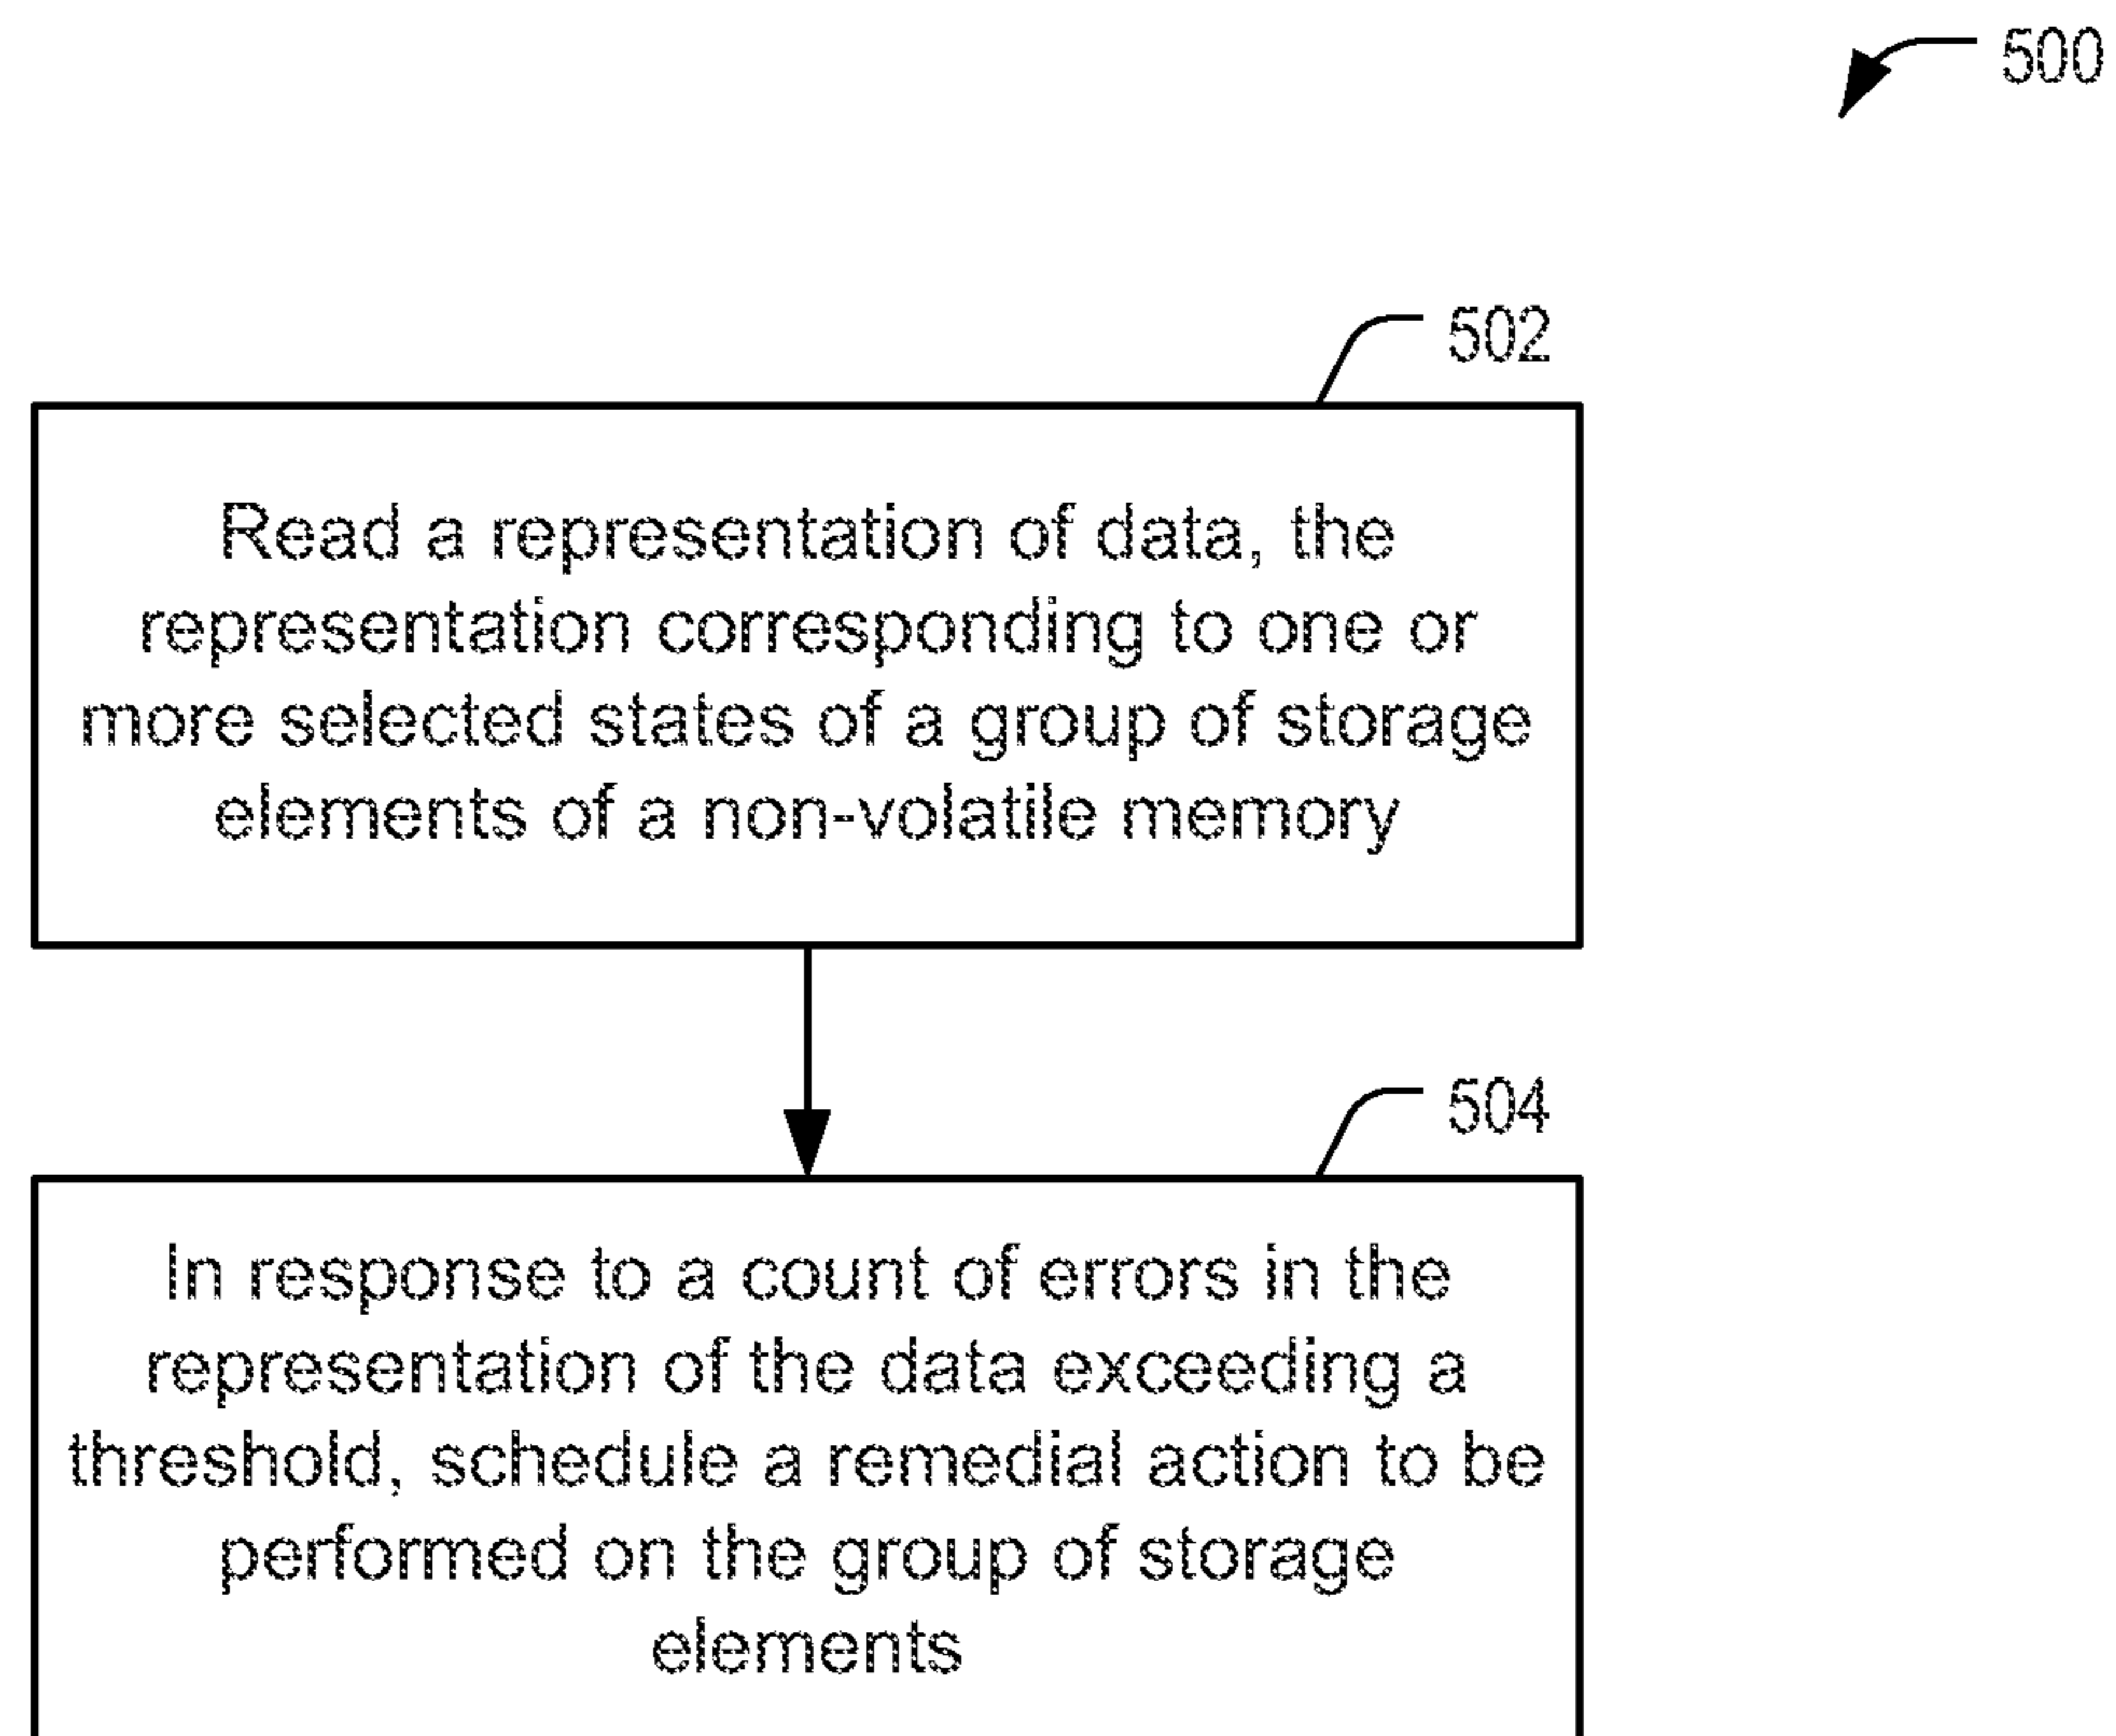 500
502
Read a representation of data, the
representation corresponding to one or
more selected states of a group of storage
elements of a non-volatile memory
504
In response to a count of errors in the
representation of the data exceeding a
threshold, schedule a remedial action to be
performed on the group of storage
elements